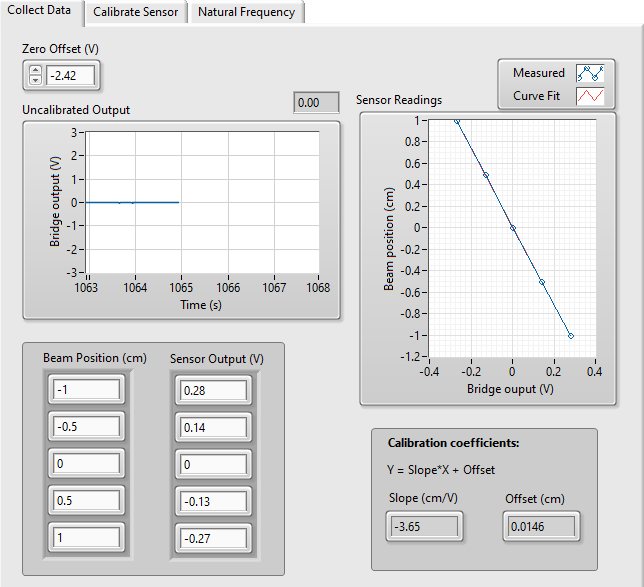 Collect Data
Calibrate Sensor
Natural Frequency
Zero Offset (V)
-2.42
Uncalibrated Output
0.00
Bridge output (V)
3
2
1
0
-1
-2
-3
1063 1064 1065 1066 1067 1068
Time (s)
Sensor Readings
Measured
Curve Fit
Beam position (cm)
1
0.8
0.6
0.4
0.2
0
-0.2
-0.4
-0.6
-0.8
-1
-1.2
-0.4 -0.2 0 0.2 0.4
Bridge ouput (V)
Beam Position (cm) Sensor Output (V)
-1 0.28
-0.5 0.14
0 0
0.5 -0.13
1 -0.27
Calibration coefficients:
Y = Slope*X + Offset
Slope (cm/V) Offset (cm)
-3.65 0.0146